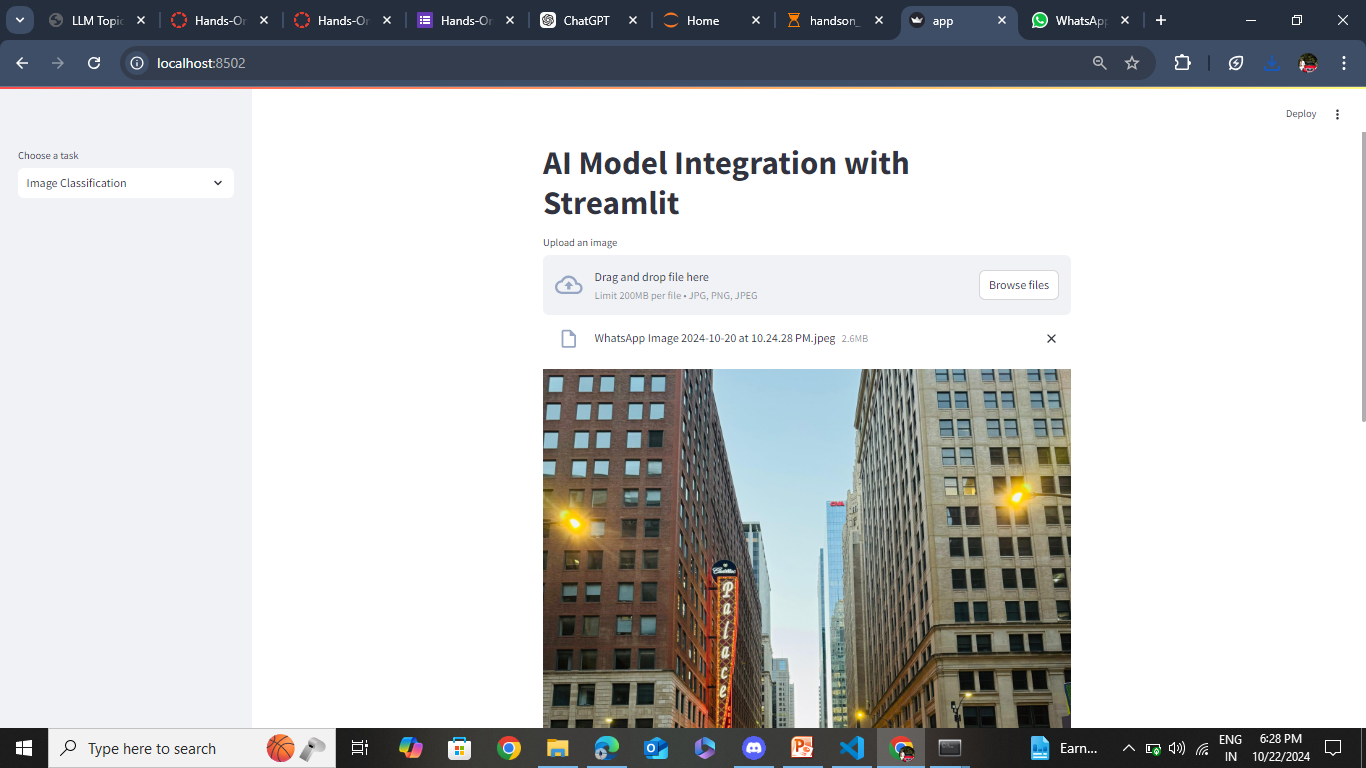 LLM Topic
Hands-On
Hands-On
Hands-On
ChatGPT
Home
handson_
app
WhatsApp
localhost:8502
Deploy
Choose a task
Image Classification
AI Model Integration with
Streamlit
Upload an image
Drag and drop file here
Limit 200MB per file • JPG, PNG, JPEG
Browse files
WhatsApp Image 2024-10-20 at 10.24.28 PM.jpeg 2.6MB
Cadillac
Palace
Type here to search
Earn...
ENG
IN
6:28 PM
10/22/2024